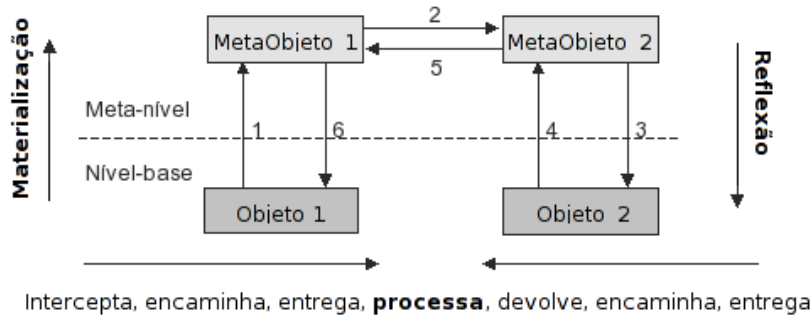 2
MetaObjeto 1
MetaObjeto 2
5
Materialização
Reflexão
Meta-nível
1
6
4
3
Nível-base
Objeto 1
Objeto 2
Intercepta, encaminha, entrega, processa, devolve, encaminha, entrega